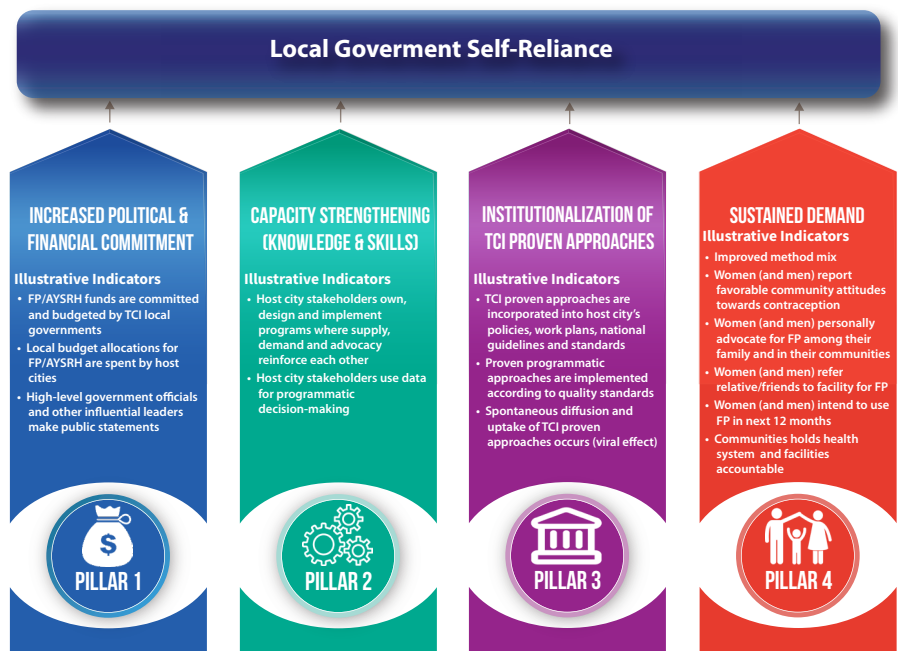 Local Goverment Self-Reliance
INCREASED POLITICAL &
FINANCIAL COMMITMENT
Illustrative Indicators
• FP/AYSRH funds are committed
and budgeted by TCI local
governments
• Local budget allocations for
FP/AYSRH are spent by host
cities
• High-level government officials
and other influential leaders
make public statements
$
PILLAR 1
CAPACITY STRENGTHENING
(KNOWLEDGE & SKILLS)
Illustrative Indicators
• Host city stakeholders own,
design and implement
programs where supply,
demand and advocacy
reinforce each other
• Host city stakeholders use data
for programmatic
decision-making
PILLAR 2
INSTITUTIONALIZATION OF
TCI PROVEN APPROACHES
Illustrative Indicators
• TCI proven approaches are
incorporated into host city's
policies, work plans, national
guidelines and standards
• Proven programmatic
approaches are implemented
according to quality standards
• Spontaneous diffusion and
uptake of TCI proven
approaches occurs (viral effect)
PILLAR 3
SUSTAINED DEMAND
Illustrative Indicators
• Improved method mix
• Women (and men) report
favorable community attitudes
towards contraception
• Women (and men) personally
advocate for FP among their
family and in their communities
• Women (and men) refer
relative/friends to facility for FP
• Women (and men) intend to use
FP in next 12 months
• Communities holds health
system and facilities
accountable
PILLAR 4